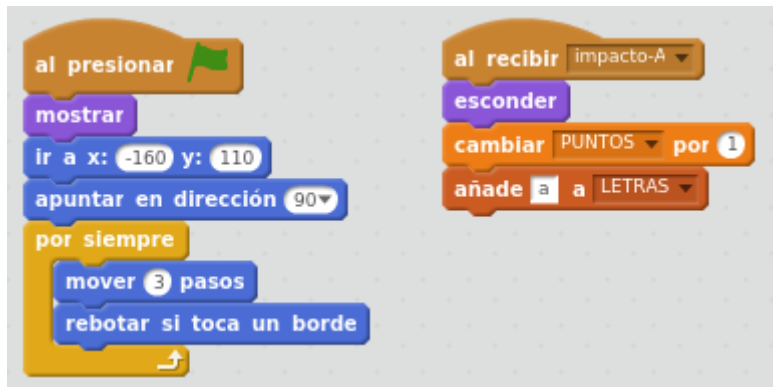 al presionar
mostrar
ir a x: -160 y: 110
apuntar en dirección 90
por siempre
mover 3 pasos
rebotar si toca un borde
al recibir impacto-A
esconder
cambiar PUNTOS por 1
añade a a LETRAS